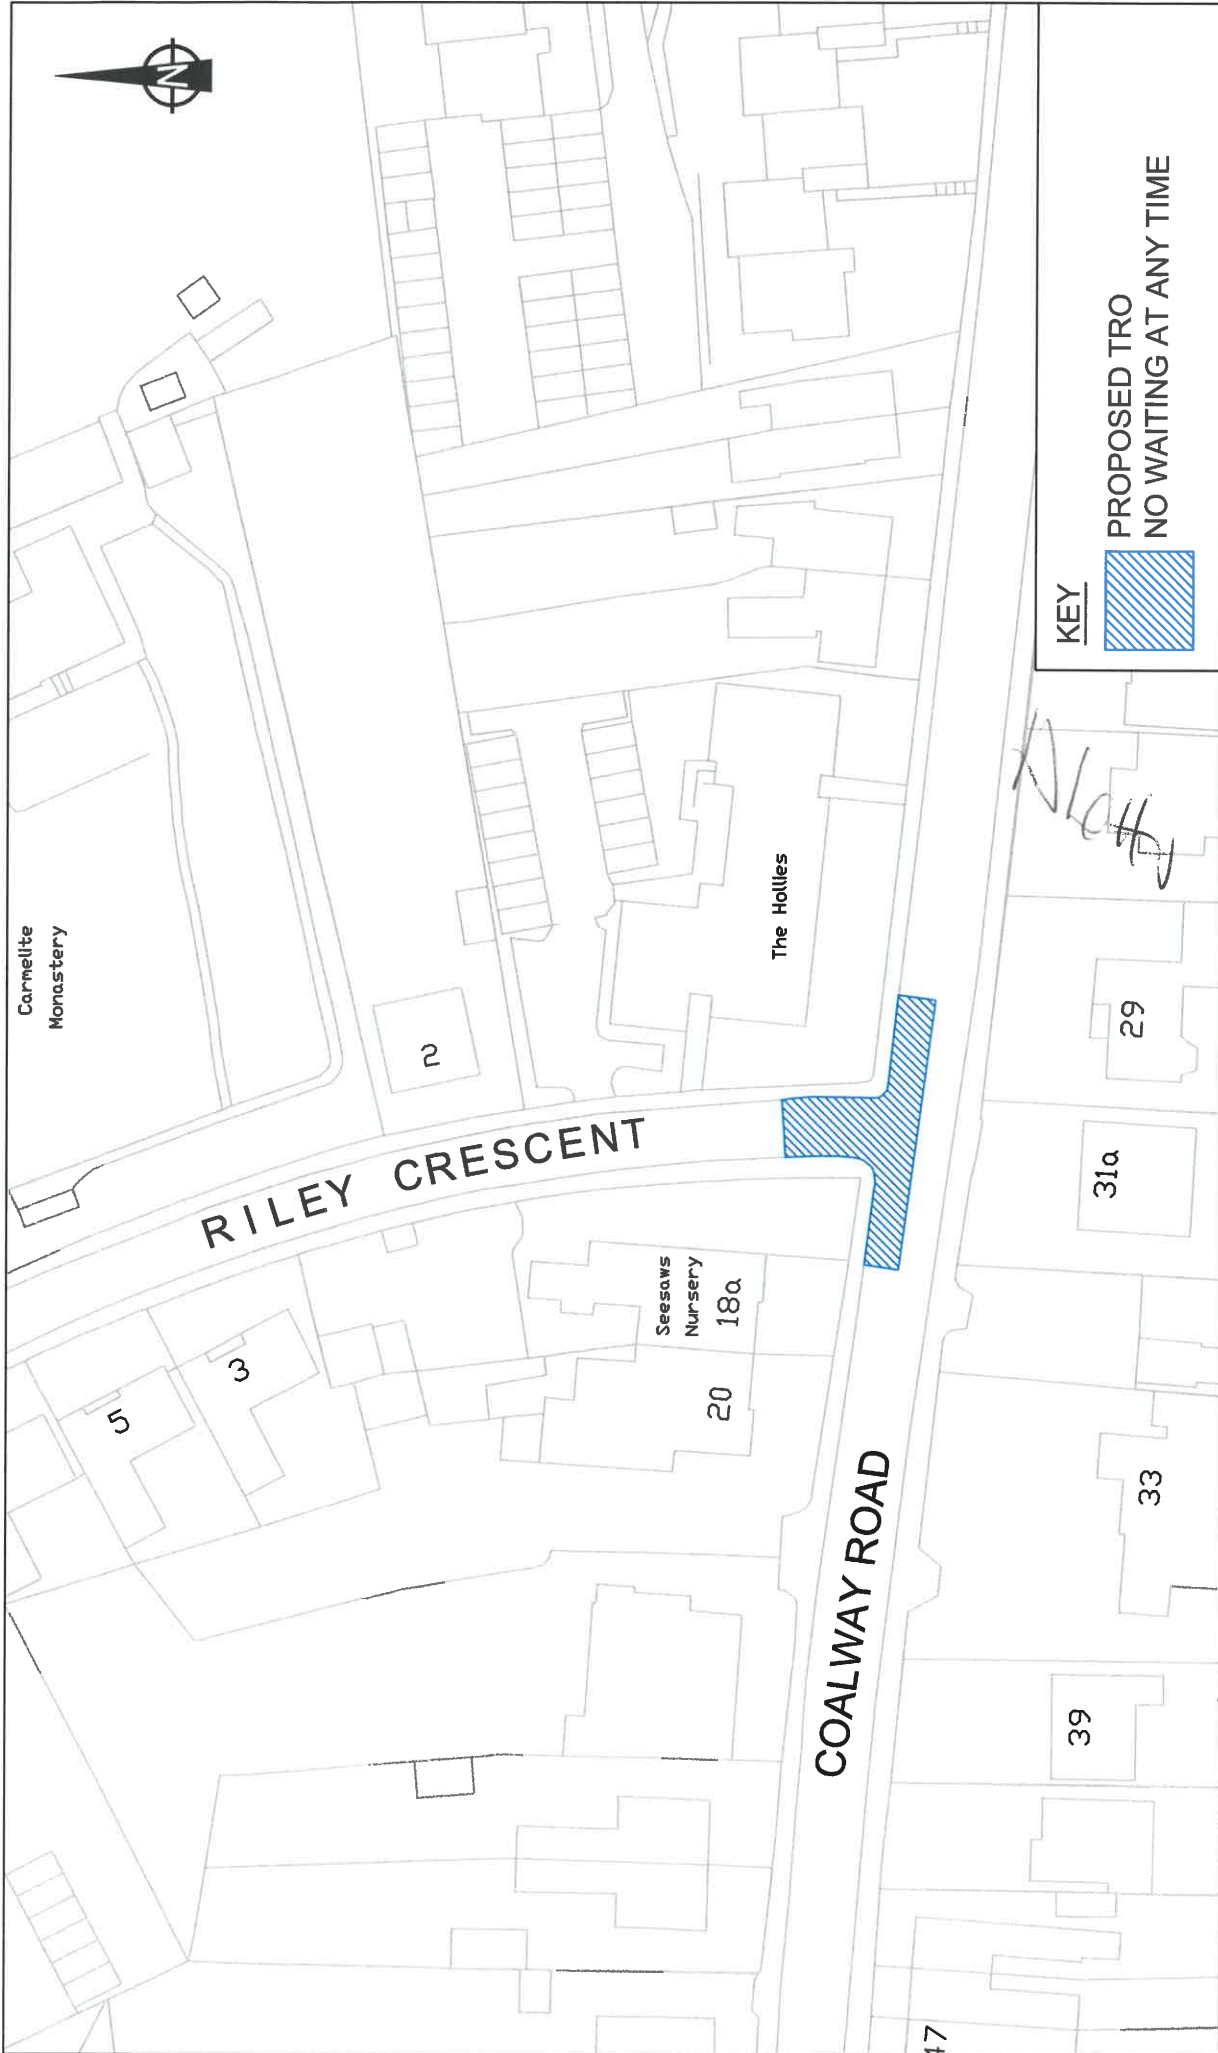 N
Carmelite
Monastery
2
RILEY CRESCENT
5
3
Seesaws
Nursery
18a
20
The Hollies
COALWAY ROAD
29
31a
33
39
47
KEY
PROPOSED TRO
NO WAITING AT ANY TIME